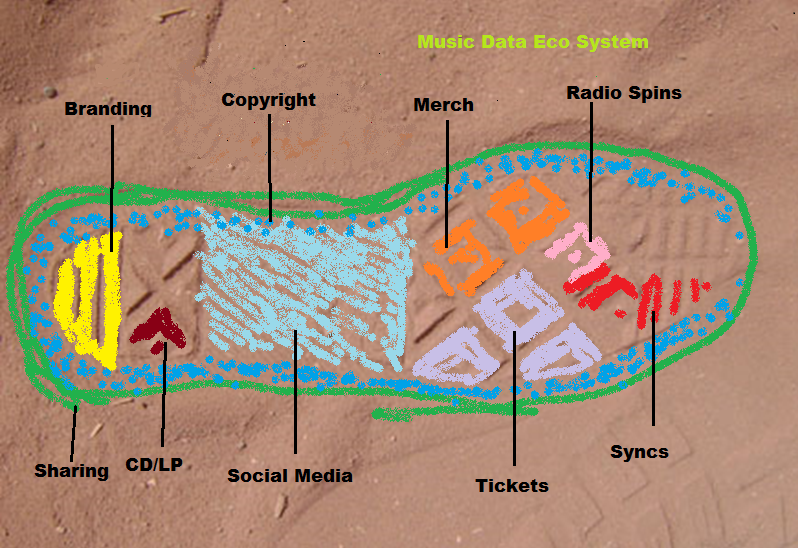 Music Data Eco System
Branding
Copyright
Merch
Radio Spins
Sharing
CD/LP
Social Media
Tickets
Syncs